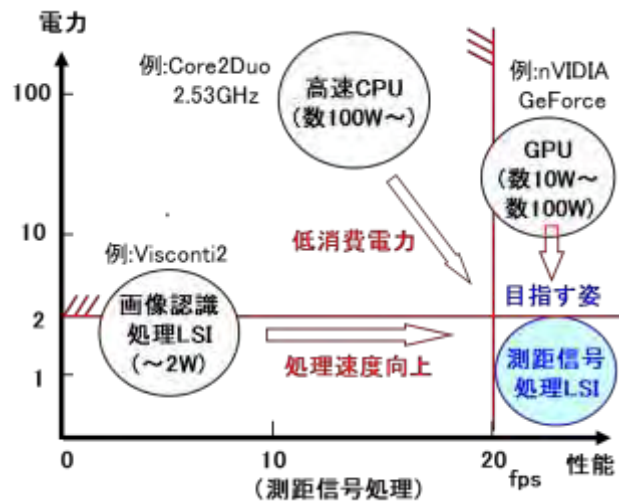 電力
例:Core2Duo
2.53GHz
高速CPU
(数100W～)
例:nVIDIA
GeForce
GPU
(数10W～
数100W)
100
10
2
1
例:Visconti2
低消費電力
目指す姿
画像認識
処理LSI
(～2W)
処理速度向上
測距信号
処理LSI
0
10
20
fps
性能
(測距信号処理)